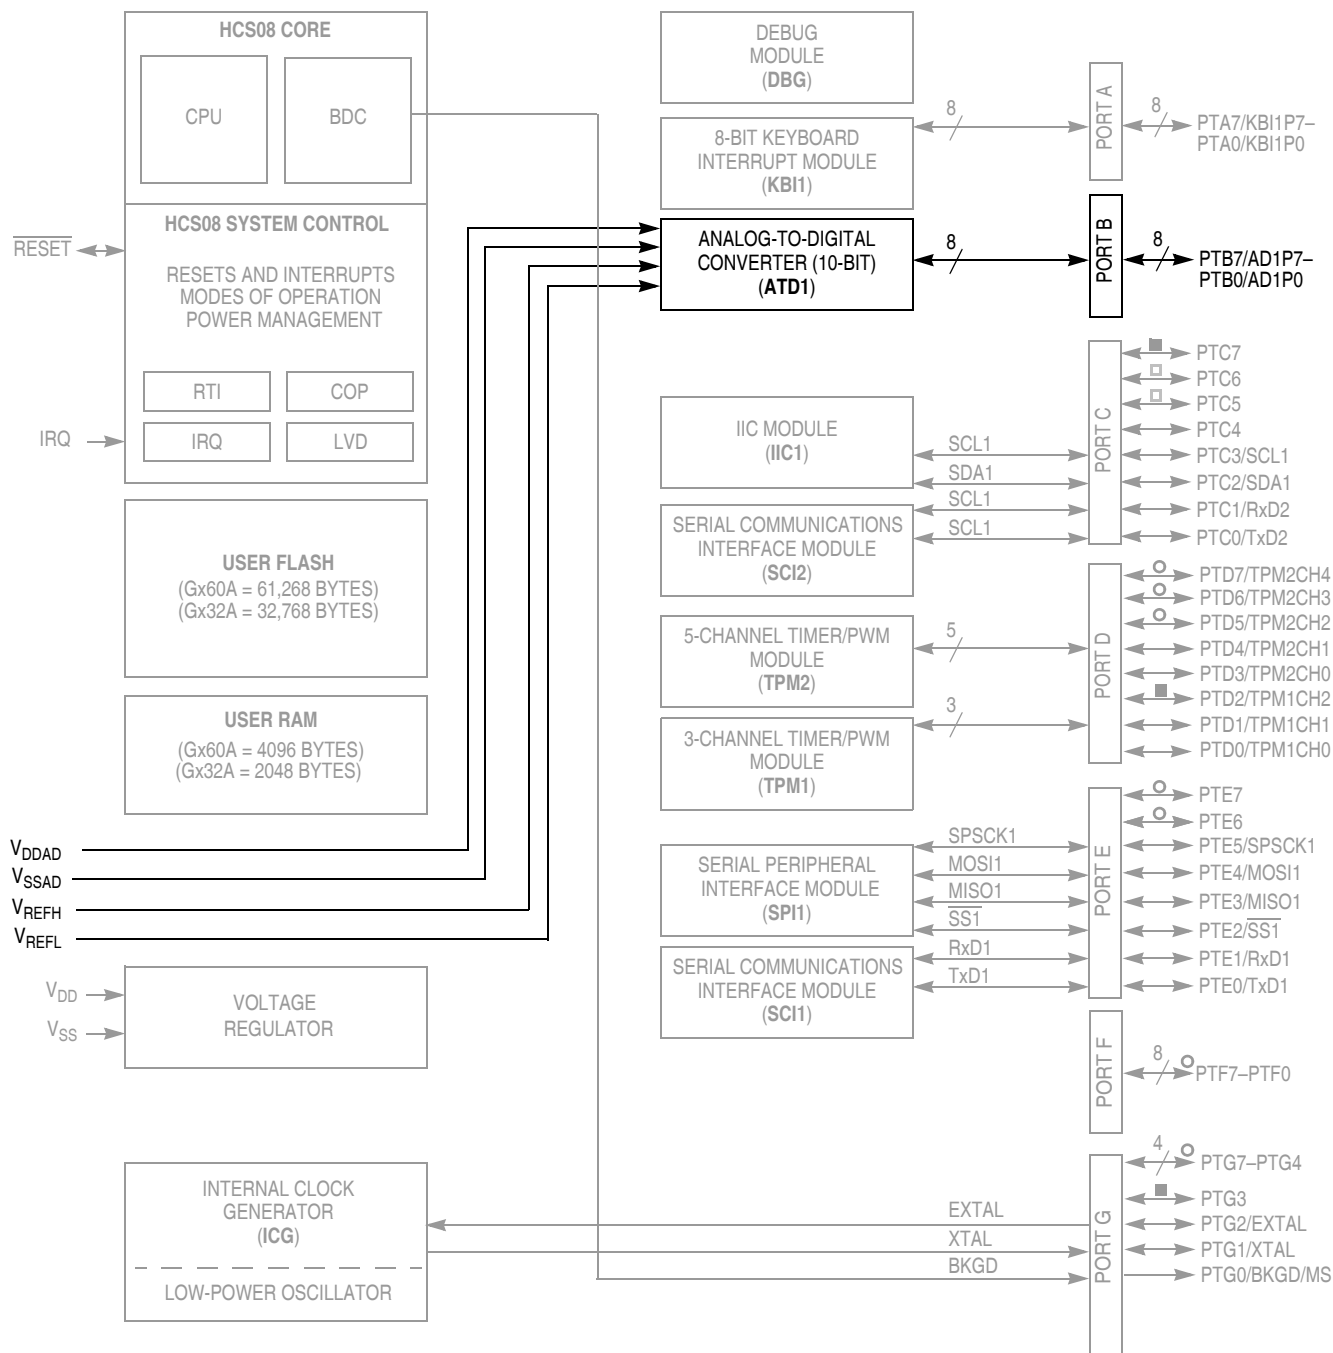 HCS08 CORE
CPU
BDC
HCS08 SYSTEM CONTROL
RESET
RESETS AND INTERRUPTS
MODES OF OPERATION
POWER MANAGEMENT
RTI
COP
IRQ
IRQ
LVD
USER FLASH
(Gx60A = 61,268 BYTES)
(Gx32A = 32,768 BYTES)
USER RAM
(Gx60A = 4096 BYTES)
(Gx32A = 2048 BYTES)
VDDAD
VSSAD
VREFH
VREFL
VDD
VSS
VOLTAGE
REGULATOR
INTERNAL CLOCK
GENERATOR
(ICG)
LOW-POWER OSCILLATOR
DEBUG
MODULE
(DBG)
8-BIT KEYBOARD
INTERRUPT MODULE
(KBI1)
8
PORT A
8
PTA7/KBI1P7–
PTA0/KBI1P0
ANALOG-TO-DIGITAL
CONVERTER (10-BIT)
(ATD1)
8
PORT B
8
PTB7/AD1P7–
PTB0/AD1P0
IIC MODULE
(IIC1)
SCL1
SDA1
SCL1
SCL1
SERIAL COMMUNICATIONS
INTERFACE MODULE
(SCI2)
PORT C
PTC7
PTC6
PTC5
PTC4
PTC3/SCL1
PTC2/SDA1
PTC1/RxD2
PTC0/TxD2
5-CHANNEL TIMER/PWM
MODULE
(TPM2)
5
3-CHANNEL TIMER/PWM
MODULE
(TPM1)
3
PORT D
PTD7/TPM2CH4
PTD6/TPM2CH3
PTD5/TPM2CH2
PTD4/TPM2CH1
PTD3/TPM2CH0
PTD2/TPM1CH2
PTD1/TPM1CH1
PTD0/TPM1CH0
SERIAL PERIPHERAL
INTERFACE MODULE
(SPI1)
SPSCK1
MOSI1
MISO1
SS1
RxD1
TxD1
SERIAL COMMUNICATIONS
INTERFACE MODULE
(SCI1)
PORT E
PTE7
PTE6
PTE5/SPSCK1
PTE4/MOSI1
PTE3/MISO1
PTE2/SS1
PTE1/RxD1
PTE0/TxD1
PORT F
8
PTF7–PTF0
EXTAL
XTAL
BKGD
PORT G
4
PTG7–PTG4
PTG3
PTG2/EXTAL
PTG1/XTAL
PTG0/BKGD/MS